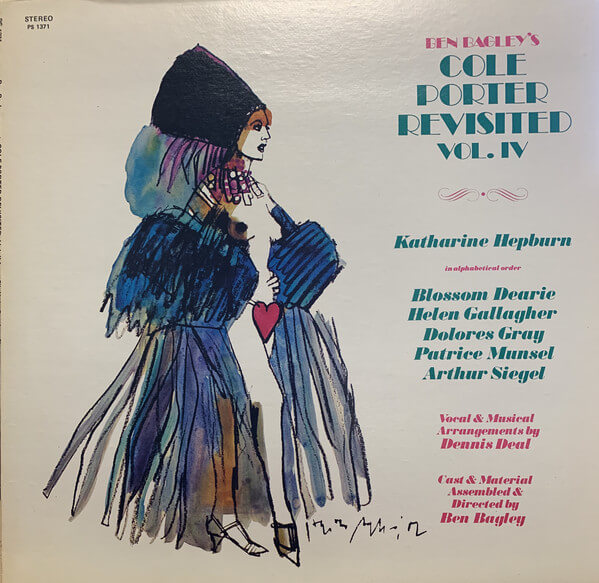 STEREO
PS 1371
BEN BAGLEY'S
COLE
PORTER
REVISITED
VOL. IV
Katharine Hepburn
in alphabetical order
Blossom Dearie
Helen Gallagher
Dolores Gray
Patrice Munsel
Arthur Siegel
Vocal & Musical
Arrangements by
Dennis Deal
Cast & Material
Assembled &
Directed by
Ben Bagley